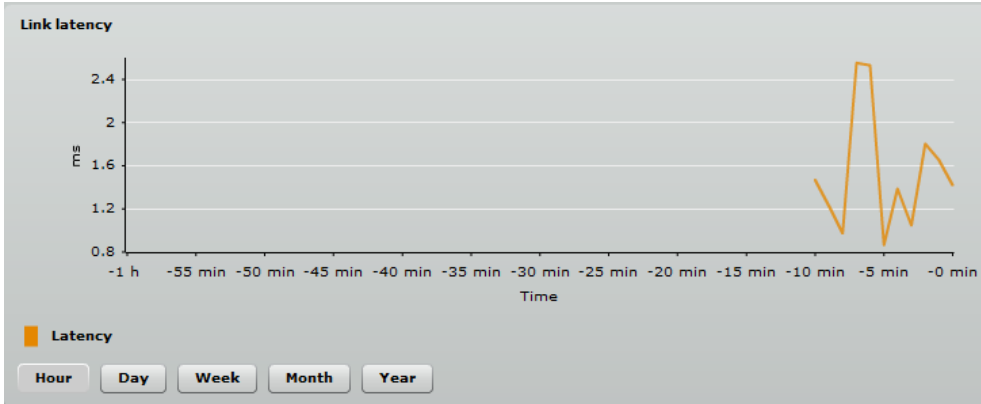 Link latency
2.4
2
1.6
1.2
0.8
ms
-1 h -55 min -50 min -45 min -40 min -35 min -30 min -25 min -20 min -15 min -10 min -5 min -0 min
Time
Latency
Hour Day Week Month Year